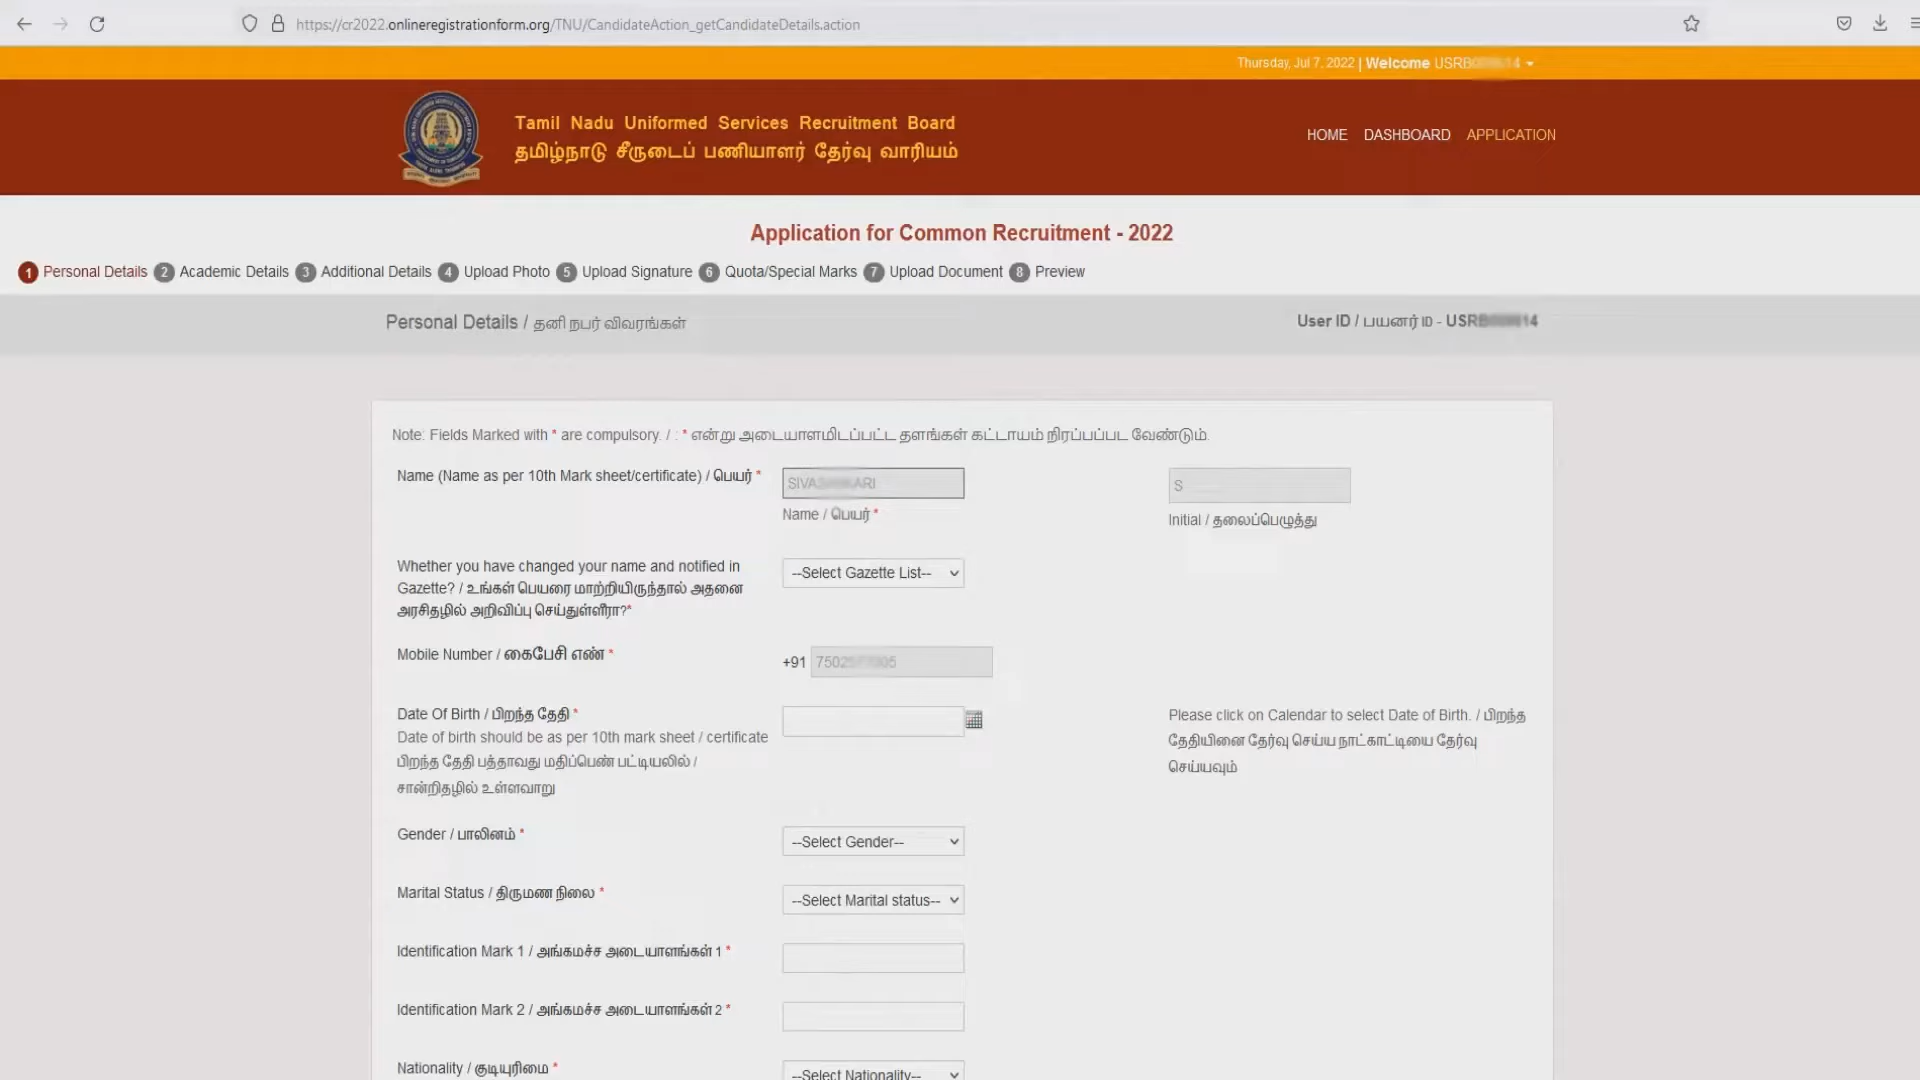 https://cr2022.onlineregistrationform.org/TNU/CandidateAction_getCandidateDetails.action
Thursday, Jul 7, 2022 | Welcome
Tamil Nadu Uniformed Services Recruitment Board
தமிழ்நாடு சீருடைப் பணியாளர் தேர்வு வாரியம்
HOME DASHBOARD APPLICATION
Application for Common Recruitment - 2022
1 Personal Details 2 Academic Details 3 Additional Details 4 Upload Photo 5 Upload Signature 6 Quota/Special Marks 7 Upload Document 8 Preview
Personal Details / தனி நபர் விவரங்கள்
User ID / பயனர் ID -
Note: Fields Marked with * are compulsory. / : * என்று அடையாளமிடப்பட்ட தளங்கள் கட்டாயம் நிரப்பப்பட வேண்டும்.
Name (Name as per 10th Mark sheet/certificate) / பெயர் *
S
Name / பெயர் *
Initial / தலைப்பெழுத்து
Whether you have changed your name and notified in
Gazette? / உங்கள் பெயரை மாற்றியிருந்தால் அதனை
அரசிதழில் அறிவிப்பு செய்துள்ளீரா?*
--Select Gazette List--
Mobile Number / கைபேசி எண் *
+91
Date Of Birth / பிறந்த தேதி *
Date of birth should be as per 10th mark sheet / certificate
பிறந்த தேதி பத்தாவது மதிப்பெண் பட்டியலில் /
சான்றிதழில் உள்ளவாறு
Please click on Calendar to select Date of Birth. / பிறந்த
தேதியினை தேர்வு செய்ய நாட்காட்டியை தேர்வு
செய்யவும்
Gender / பாலினம் *
--Select Gender--
Marital Status / திருமண நிலை *
--Select Marital status--
Identification Mark 1 / அங்கமச்ச அடையாளங்கள் 1 *
Identification Mark 2 / அங்கமச்ச அடையாளங்கள் 2 *
Nationality / குடியுரிமை *
--Select Nationality--